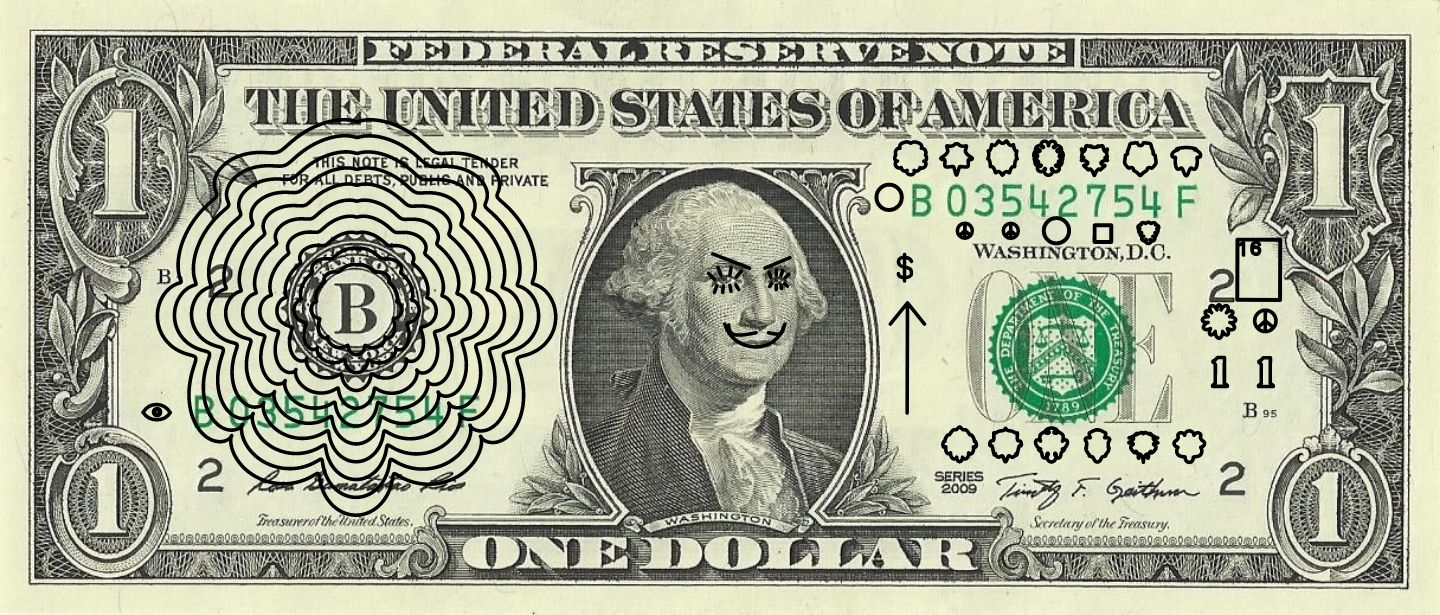 FEDERAL RESERVE NOTE
THE UNITED STATES OF AMERICA
THIS NOTE IS LEGAL TENDER
FOR ALL DEBTS, PUBLIC AND PRIVATE
1
1
B 03542754 F
WASHINGTON, D.C.
B
2
B
$
2
16
ONE
THE DEPARTMENT OF THE TREASURY
1789
1 1
B 95
B 03542754 F
2
SERIES
2009
Timothy F. Geithner
2
Treasurer of the United States.
WASHINGTON
Secretary of the Treasury.
1
ONE DOLLAR
1